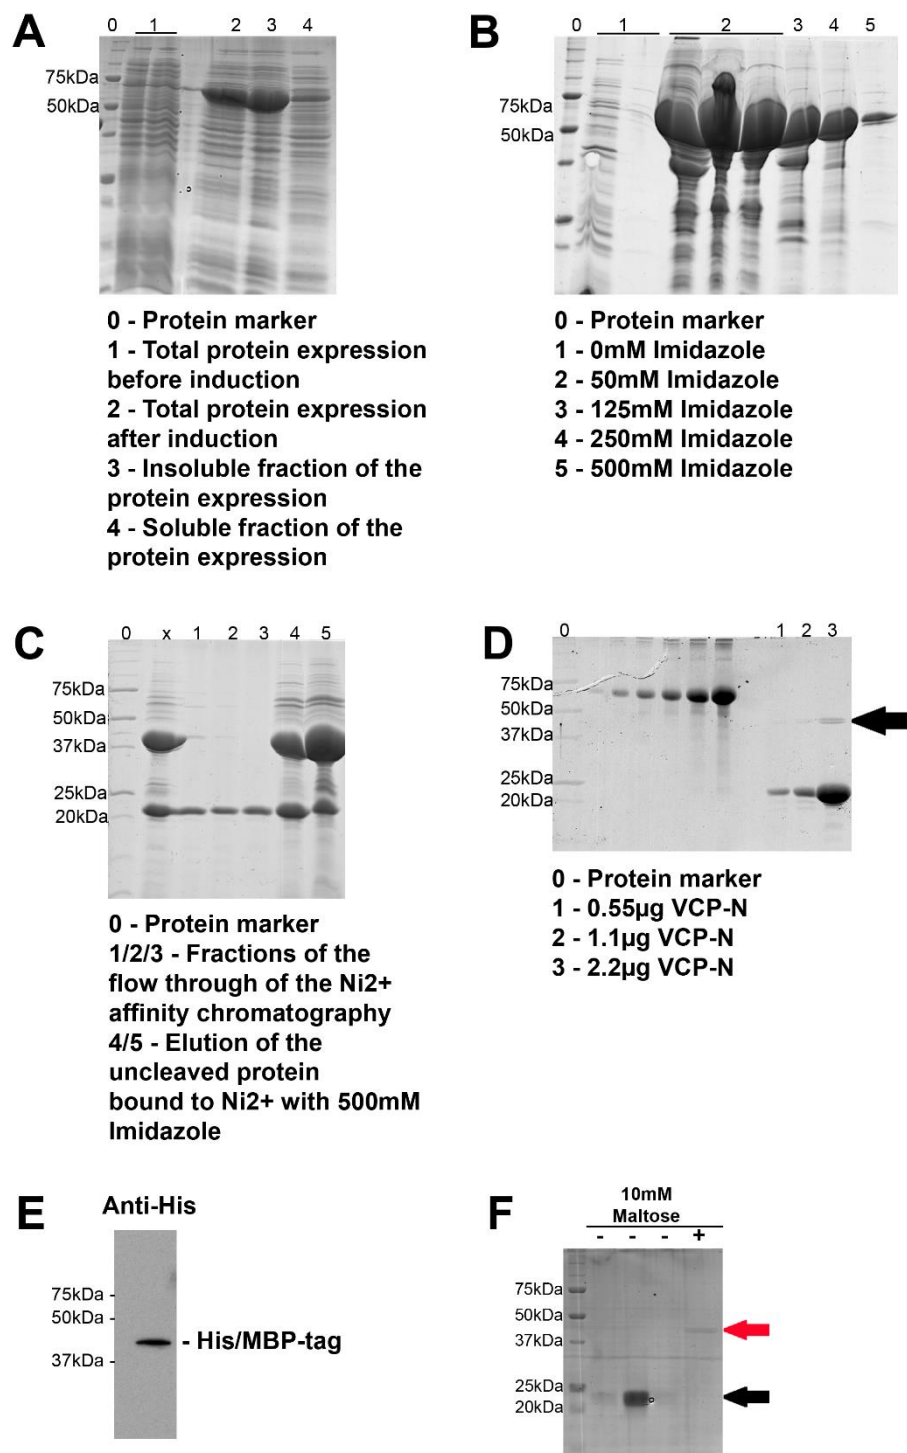 A
0 1 2 3 4
75kDa
50kDa
0 - Protein marker
1 - Total protein expression
before induction
2 - Total protein expression
after induction
3 - Insoluble fraction of the
protein expression
4 - Soluble fraction of the
protein expression
B
0 1 2 3 4 5
75kDa
50kDa
0 - Protein marker
1 - 0mM Imidazole
2 - 50mM Imidazole
3 - 125mM Imidazole
4 - 250mM Imidazole
5 - 500mM Imidazole
C
0 x 1 2 3 4 5
75kDa
50kDa
37kDa
25kDa
20kDa
0 - Protein marker
1/2/3 - Fractions of the
flow through of the Ni2+
affinity chromatography
4/5 - Elution of the
uncleaved protein
bound to Ni2+ with 500mM
Imidazole
D
0 1 2 3
75kDa
50kDa
37kDa
25kDa
20kDa
0 - Protein marker
1 - 0.55µg VCP-N
2 - 1.1µg VCP-N
3 - 2.2µg VCP-N
E
Anti-His
75kDa -
50kDa -
37kDa -
- His/MBP-tag
F
10mM
Maltose
- - - +
75kDa
50kDa
37kDa
25kDa
20kDa